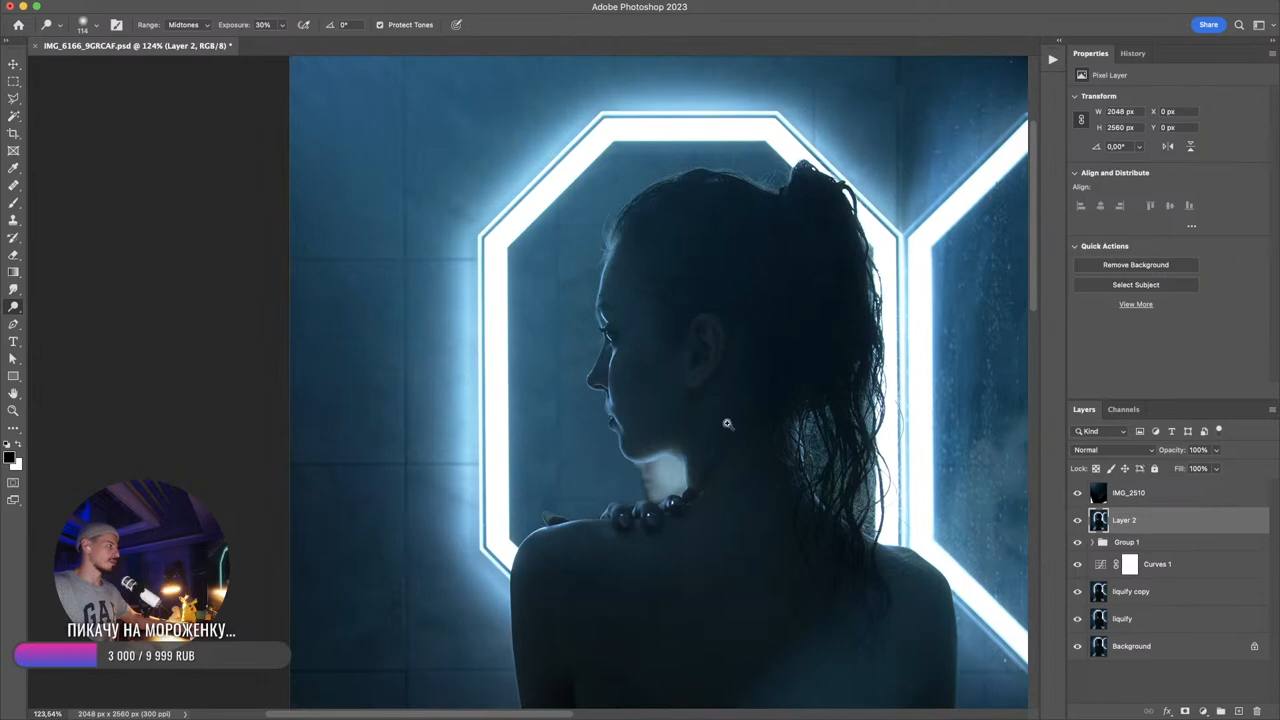 Adobe Photoshop 2023
114
Range: Midtones
Exposure: 30%
0°
Protect Tones
Share
IMG_6166_9GRCAF.psd @ 124% (Layer 2, RGB/8) *
Properties
History
Pixel Layer
Transform
W 2048 px X 0 px
H 2560 px Y 0 px
0,00°
Align and Distribute
Align:
Quick Actions
Remove Background
Select Subject
View More
Layers
Channels
Kind
Normal
Opacity: 100%
Lock:
Fill: 100%
IMG_2510
Layer 2
Group 1
Curves 1
liquify copy
liquify
Background
GAP
ПИКАЧУ НА МОРОЖЕНКУ...
3 000 / 9 999 RUB
123,54%
2048 px x 2560 px (300 ppi)